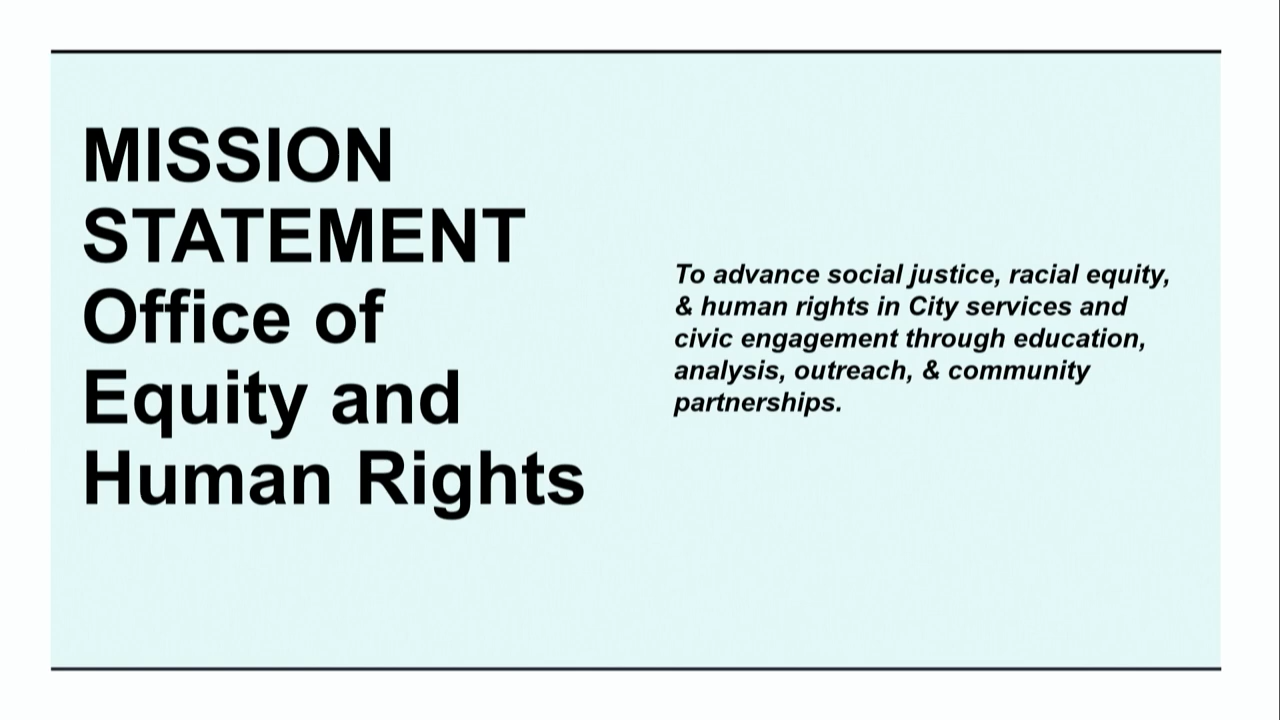 MISSION
STATEMENT
Office of
Equity and
Human Rights
To advance social justice, racial equity,
& human rights in City services and
civic engagement through education,
analysis, outreach, & community
partnerships.